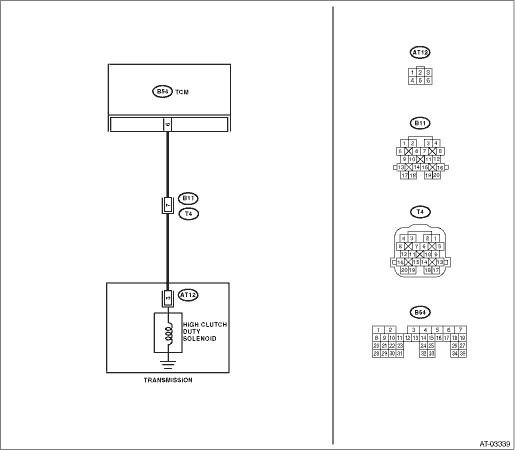 B54 TCM
6
7
B11
T4
3
AT12
HIGH CLUTCH
DUTY
SOLENOID
TRANSMISSION
AT12
1 2 3
4 5 6
B11
1 2 3 4
5 6 7 8
9 10 11 12
13 14 15 16
17 18 19 20
T4
4 3 2 1
8 7 6 5
12 11 10 9
16 15 14 13
20 19 18 17
B54
1 2 3 4 5 6 7
8 9 10 11 12 13 14 15 16 17 18 19
20 21 22 23 24 25 26 27
28 29 30 31 32 33 34 35
AT-03339